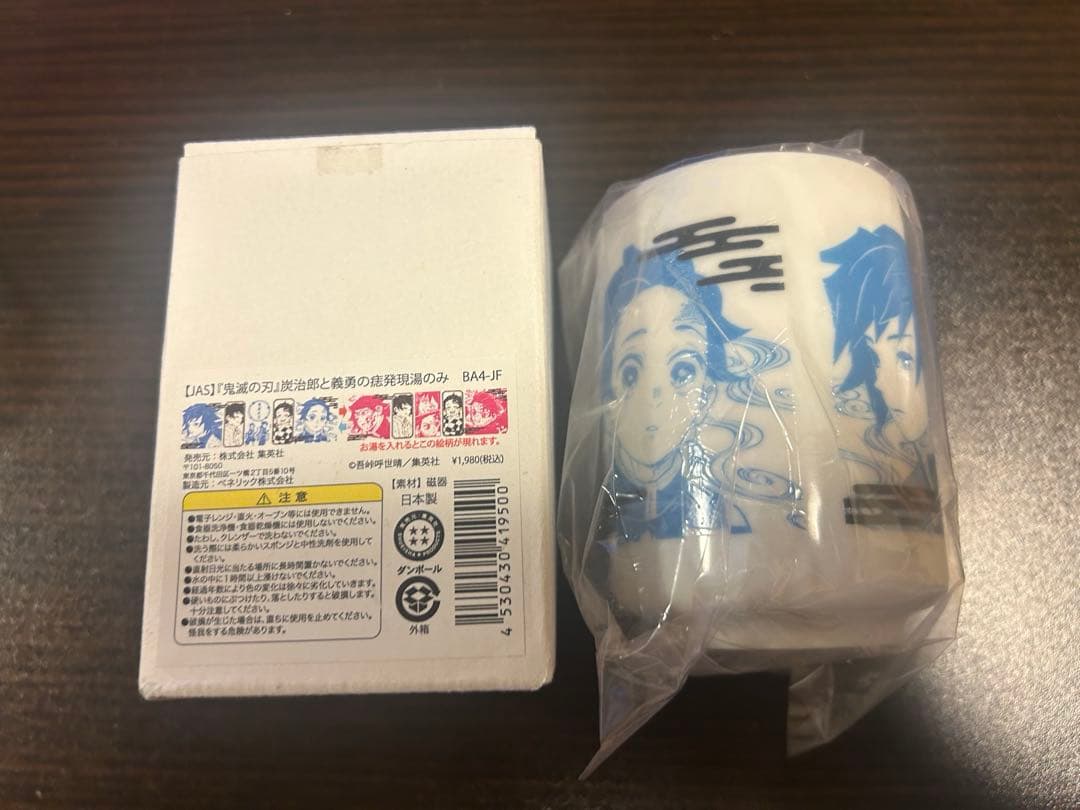 【JAS】『鬼滅の刃』炭治郎と義勇の痣発現湯のみ BA4-JF
お湯を入れるとこの絵柄が現れます。
発売元:株式会社 集英社
〒101-8050
東京都千代田区一ツ橋2丁目5番10号
製造元:ベネリック株式会社
©吾峠呼世晴/集英社 ¥1,980(税込)
⚠ 注意
●電子レンジ・直火・オーブン等には使用できません。
●食器洗浄機・食器乾燥機には使用しないでください。
●たわし、クレンザーで洗わないでください。
●洗う際には柔らかいスポンジと中性洗剤を使用して
ください。
●直射日光に当たる場所に長時間置かないでください。
●水の中に1時間以上浸けないでください。
●経過年数により色の変化は徐々に劣化していきます。
●硬いものにぶつけたり、落としたりすると破損します。
十分注意してください。
●破損が生じた場合は、直ちに使用を止めてください。
怪我をする危険があります。
【素材】磁器
日本製
ダンボール
外箱
4530430419500